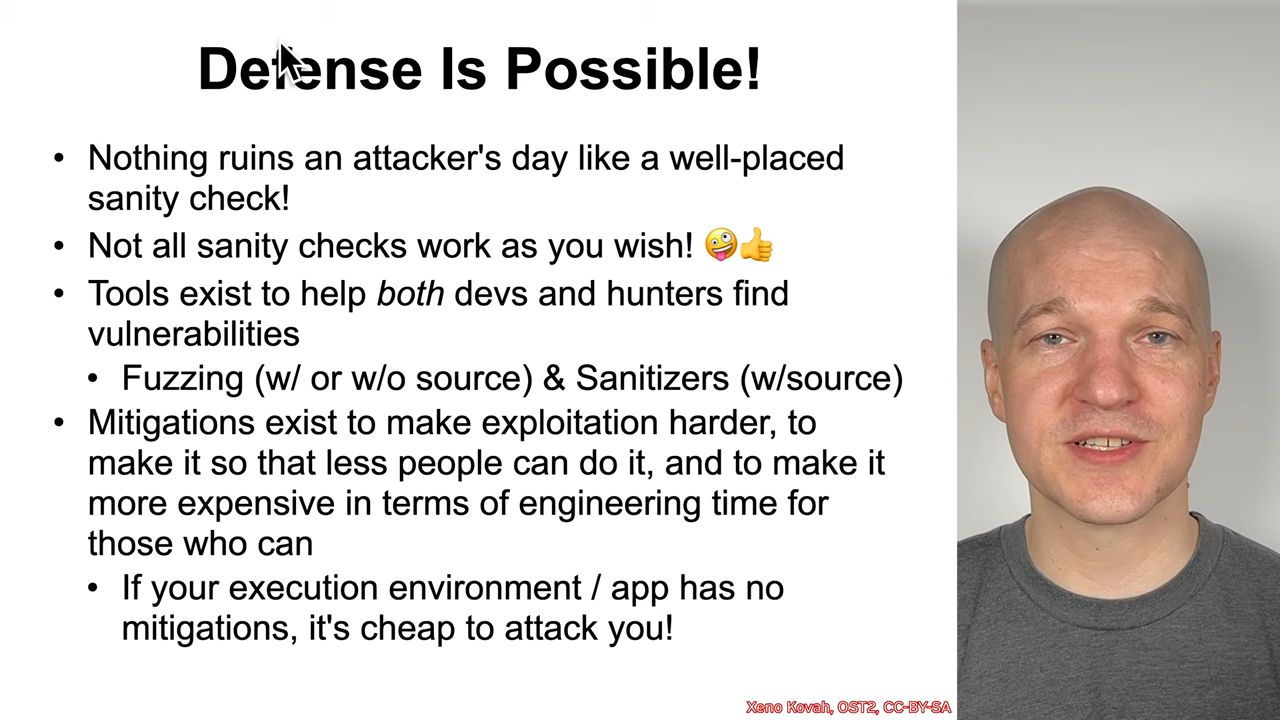 Defense Is Possible!
• Nothing ruins an attacker's day like a well-placed
sanity check!
• Not all sanity checks work as you wish! 🤪👍
• Tools exist to help both devs and hunters find
vulnerabilities
• Fuzzing (w/ or w/o source) & Sanitizers (w/source)
• Mitigations exist to make exploitation harder, to
make it so that less people can do it, and to make it
more expensive in terms of engineering time for
those who can
• If your execution environment / app has no
mitigations, it's cheap to attack you!
Xeno Kovah, OST2, CC-BY-SA